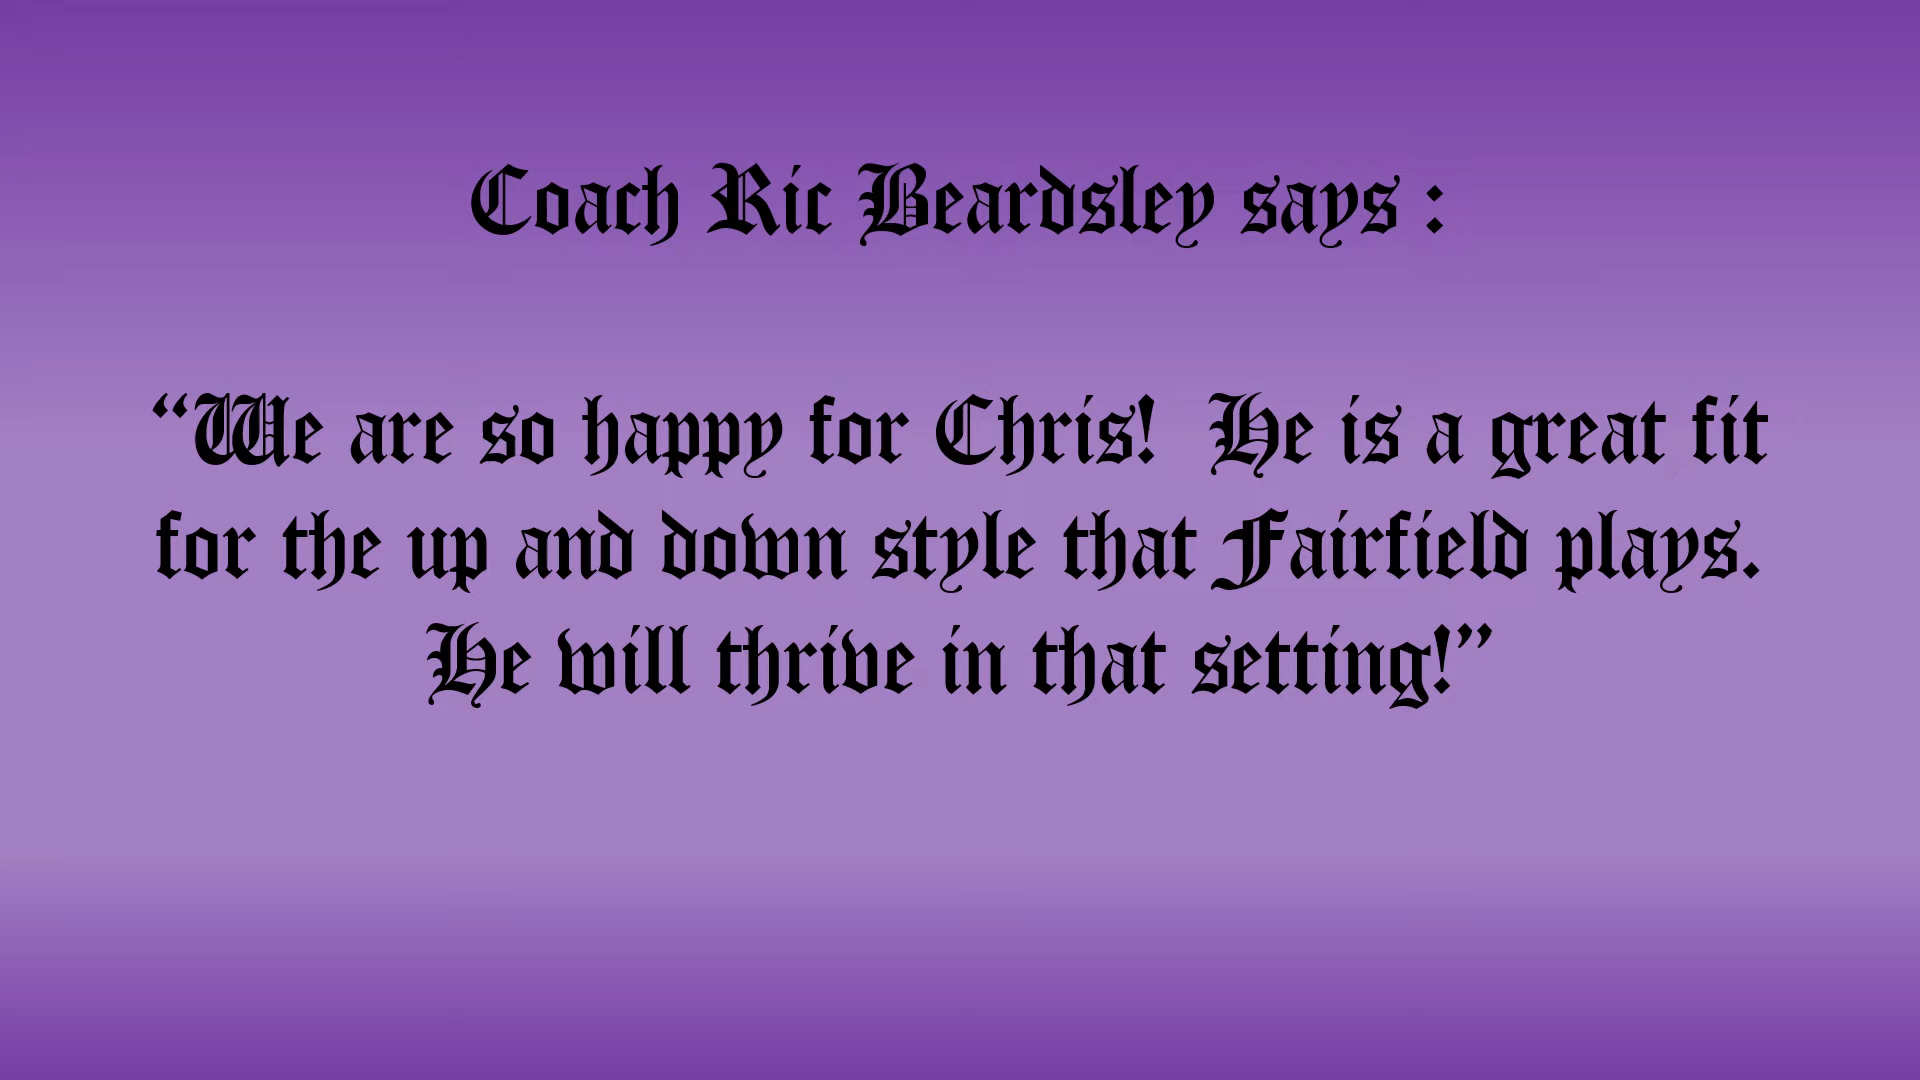 Coach Ric Beardsley says :
“We are so happy for Chris!  He is a great fit
for the up and down style that Fairfield plays.
He will thrive in that setting!”